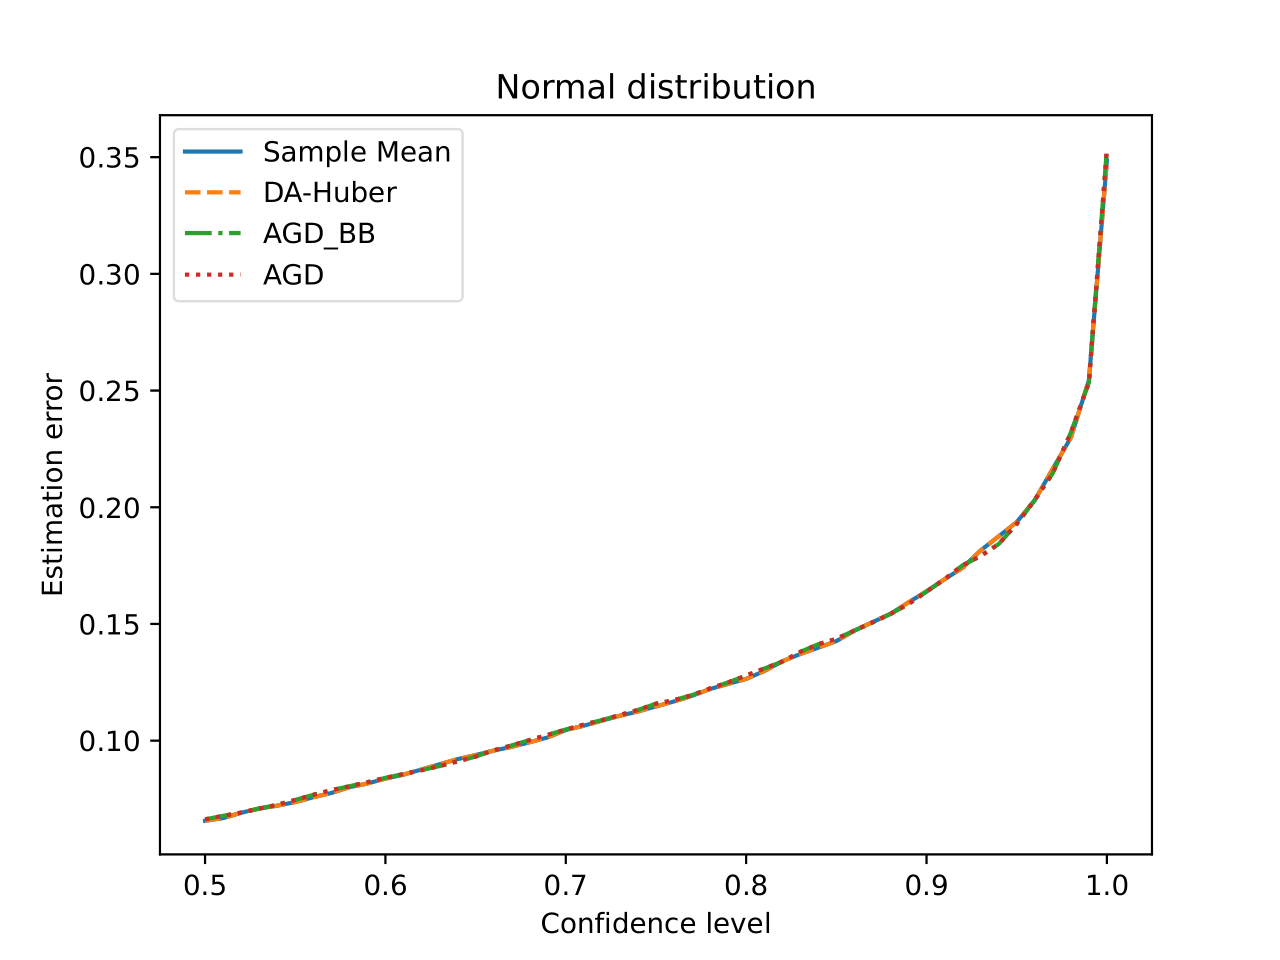 Normal distribution
Sample Mean
DA-Huber
AGD_BB
AGD
0.35
0.30
0.25
0.20
0.15
0.10
Estimation error
0.5 0.6 0.7 0.8 0.9 1.0
Confidence level